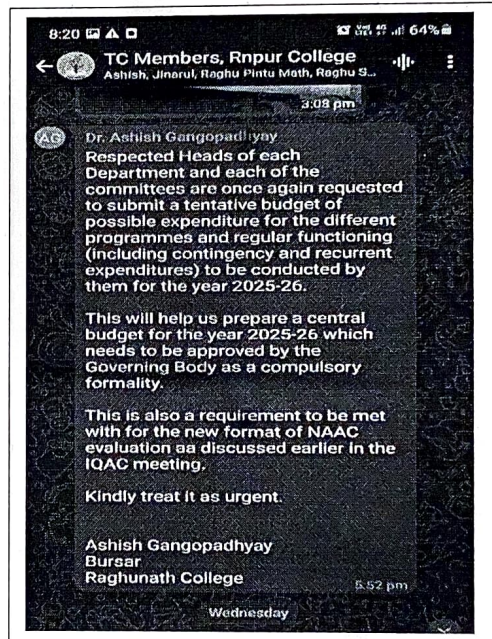 8:20
64%
TC Members, Rnpur College
Ashish, Jinarul, Raghu Pintu Math, Raghu S...
3:08 pm
AG
Dr. Ashish Gangopadhyay
Respected Heads of each
Department and each of the
committees are once again requested
to submit a tentative budget of
possible expenditure for the different
programmes and regular functioning
(including contingency and recurrent
expenditures) to be conducted by
them for the year 2025-26.
This will help us prepare a central
budget for the year 2025-26 which
needs to be approved by the
Governing Body as a compulsory
formality.
This is also a requirement to be met
with for the new format of NAAC
evaluation aa discussed earlier in the
IQAC meeting.
Kindly treat it as urgent.
Ashish Gangopadhyay
Bursar
Raghunath College
5:52 pm
Wednesday